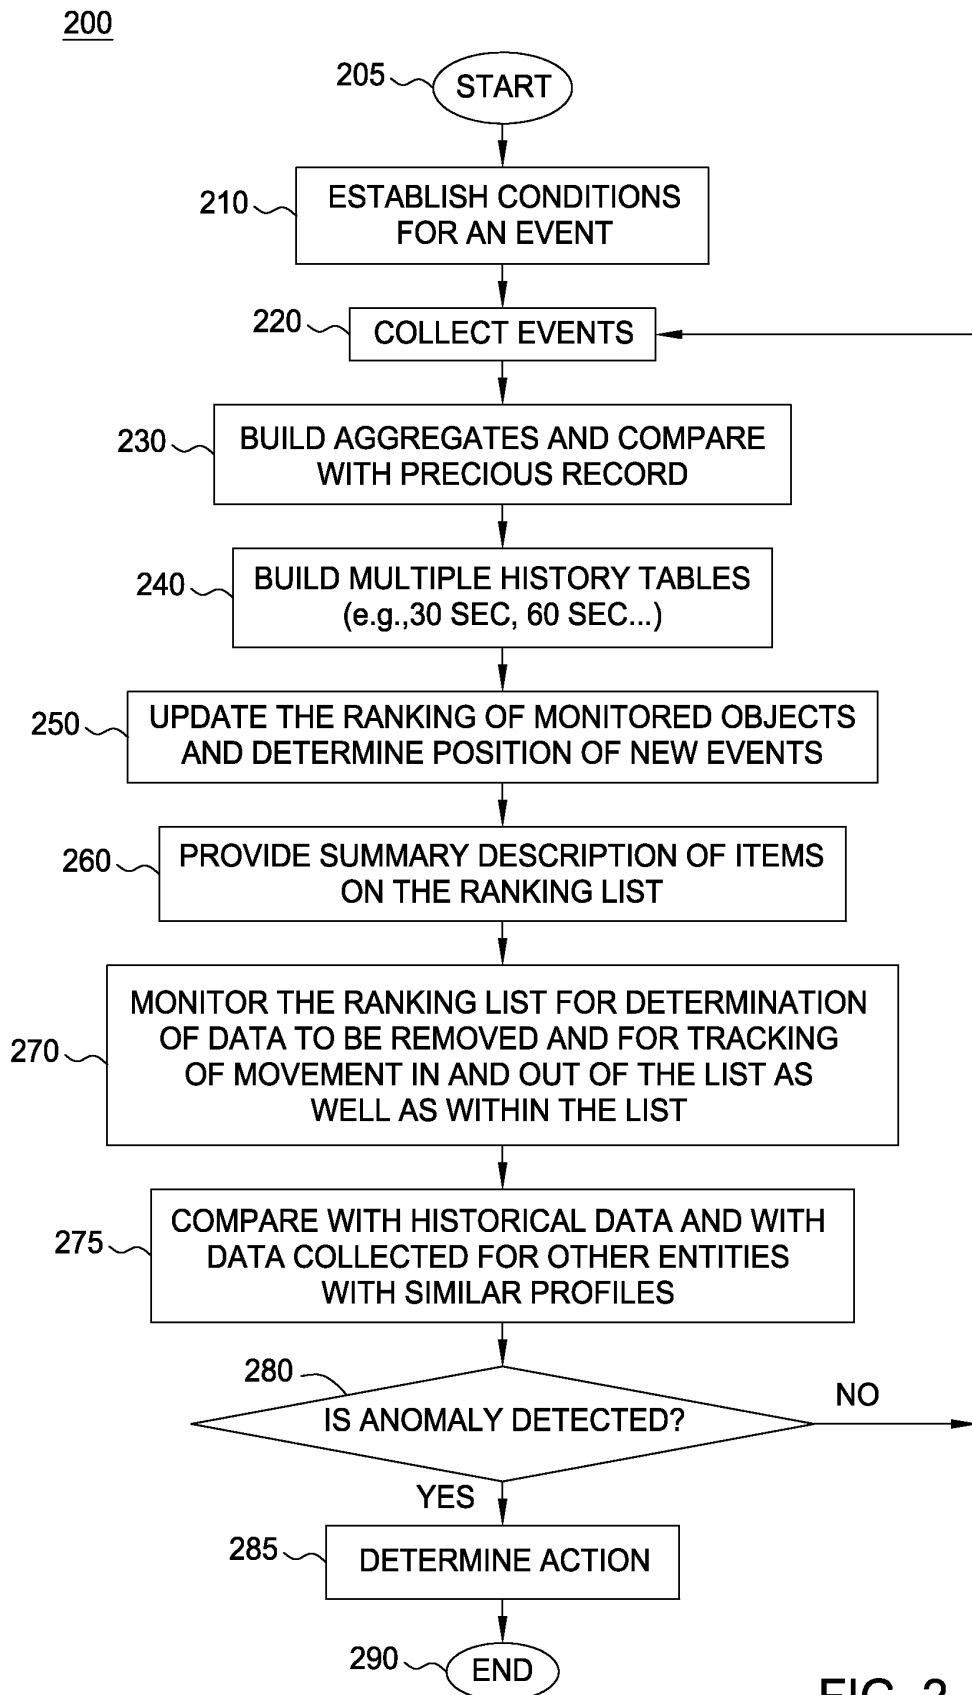 200
205
START
210
ESTABLISH CONDITIONS
FOR AN EVENT
220
COLLECT EVENTS
230
BUILD AGGREGATES AND COMPARE
WITH PRECIOUS RECORD
240
BUILD MULTIPLE HISTORY TABLES
(e.g.,30 SEC, 60 SEC...)
250
UPDATE THE RANKING OF MONITORED OBJECTS
AND DETERMINE POSITION OF NEW EVENTS
260
PROVIDE SUMMARY DESCRIPTION OF ITEMS
ON THE RANKING LIST
270
MONITOR THE RANKING LIST FOR DETERMINATION
OF DATA TO BE REMOVED AND FOR TRACKING
OF MOVEMENT IN AND OUT OF THE LIST AS
WELL AS WITHIN THE LIST
275
COMPARE WITH HISTORICAL DATA AND WITH
DATA COLLECTED FOR OTHER ENTITIES
WITH SIMILAR PROFILES
280
IS ANOMALY DETECTED?
NO
YES
285
DETERMINE ACTION
290
END
FIG. 2